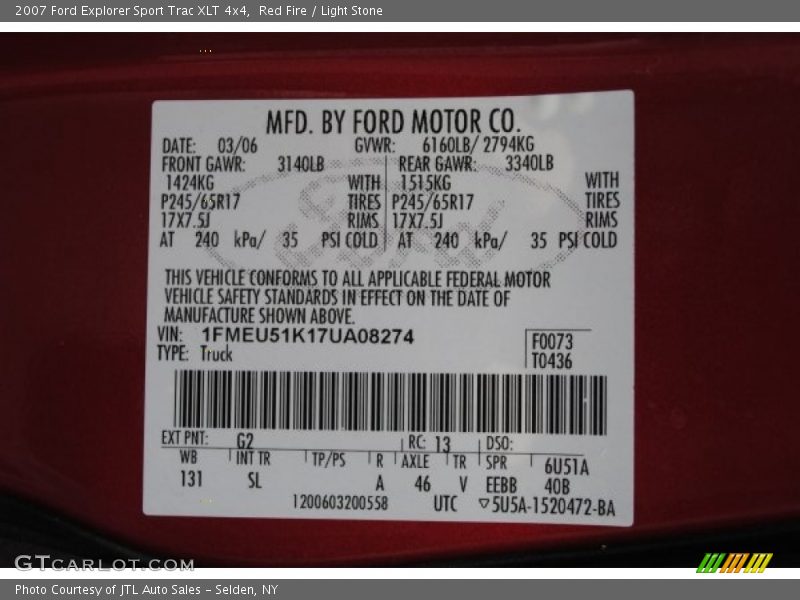 2007 Ford Explorer Sport Trac XLT 4x4, Red Fire / Light Stone
MFD. BY FORD MOTOR CO.
DATE: 03/06 GVWR: 6160LB/ 2794KG
FRONT GAWR: 3140LB REAR GAWR: 3340LB
1424KG WITH 1515KG WITH
P245/65R17 TIRES P245/65R17 TIRES
17X7.5J RIMS 17X7.5J RIMS
AT 240 kPa/ 35 PSI COLD AT 240 kPa/ 35 PSI COLD
THIS VEHICLE CONFORMS TO ALL APPLICABLE FEDERAL MOTOR
VEHICLE SAFETY STANDARDS IN EFFECT ON THE DATE OF
MANUFACTURE SHOWN ABOVE.
VIN: 1FMEU51K17UA08274
TYPE: Truck
F0073
T0436
EXT PNT: G2 RC: 13 DSO:
WB INT TR TP/PS R AXLE TR SPR 6U51A
131 SL A 46 V EEBB 40B
1200603200558 UTC ▽5U5A-1520472-BA
GTCARLOT.COM
Photo Courtesy of JTL Auto Sales – Selden, NY